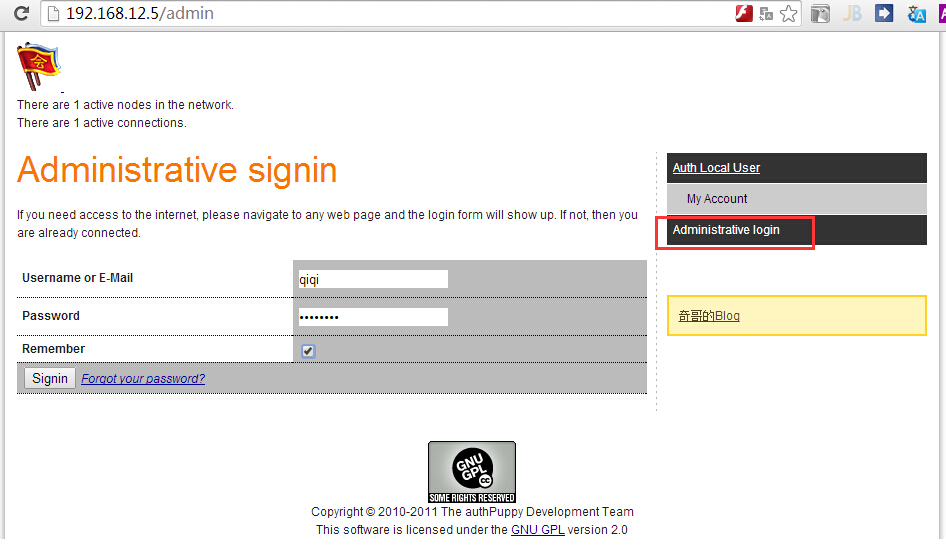 192.168.12.5/admin
JB
会
There are 1 active nodes in the network.
There are 1 active connections.
Administrative signin
If you need access to the internet, please navigate to any web page and the login form will show up. If not, then you
are already connected.
Username or E-Mail
qiqi
Password
••••••••
Remember
Signin Forgot your password?
Auth Local User
My Account
Administrative login
奇哥的Blog
GNU
GPL
cc
SOME RIGHTS RESERVED
Copyright © 2010-2011 The authPuppy Development Team
This software is licensed under the GNU GPL version 2.0